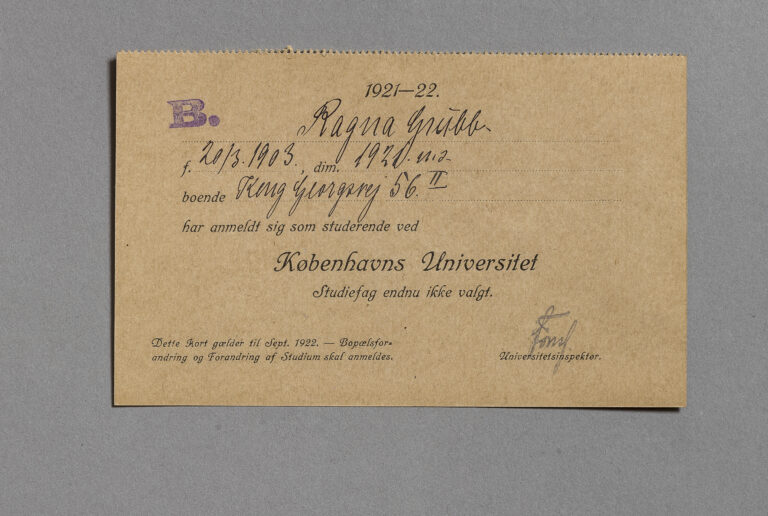 1921—22.
B.
Ragna Grubb.
f. 20/3. 1903, dim. 1921.
boende Kong Georgsvej 56. II
har anmeldt sig som studerende ved
Københavns Universitet
Studiefag endnu ikke valgt.
Dette Kort gælder til Sept. 1922. — Bopælsfor-
andring og Forandring af Studium skal anmeldes.
Universitetsinspektør.